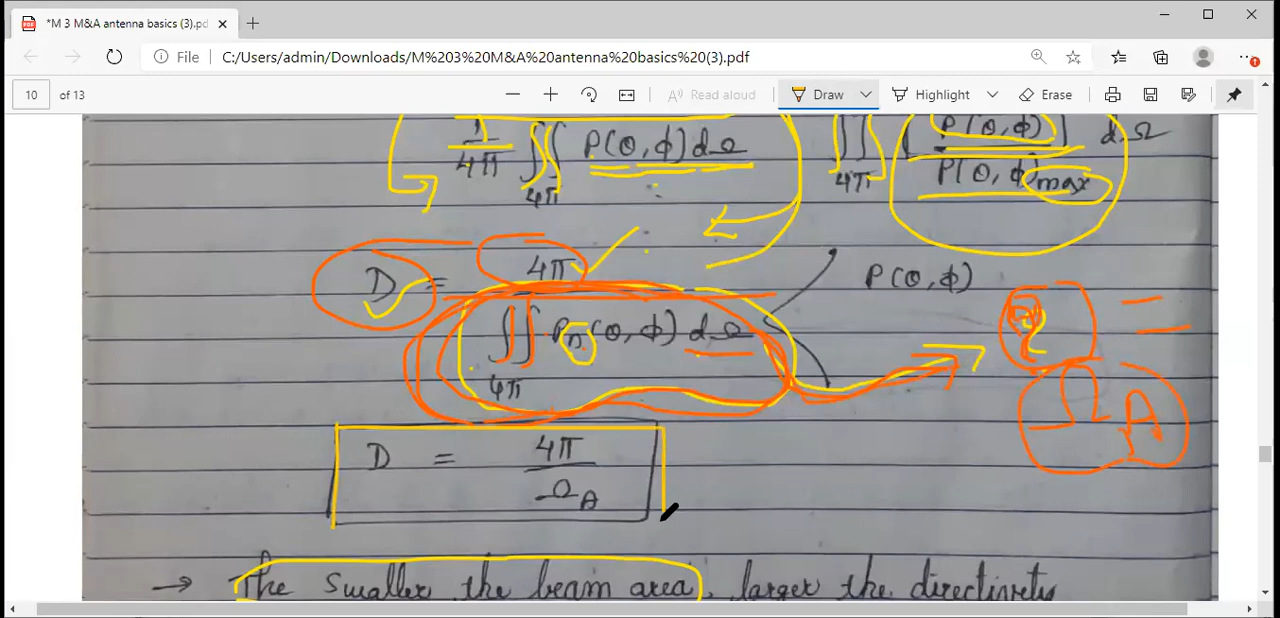 *M 3 M&A antenna basics (3).pd
File C:/Users/admin/Downloads/M%203%20M&A%20antenna%20basics%20(3).pdf
10 of 13 Read aloud Draw Highlight Erase
1/4π ∬4π P(θ,φ) dΩ ∬4π [P(θ,φ)/P(θ,φ)max] dΩ
D = 4π / ∬4π Pn(θ,φ) dΩ
P(θ,φ)
=
ΩA
D = 4π/ΩA
→ The smaller the beam area, larger the directivity